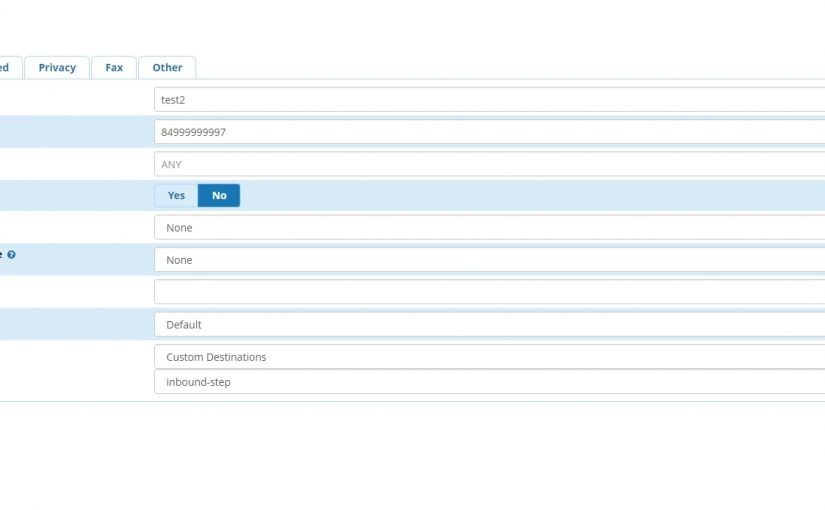 ed Privacy Fax Other
test2
84999999997
ANY
Yes No
None
e ? None
Default
Custom Destinations
inbound-step